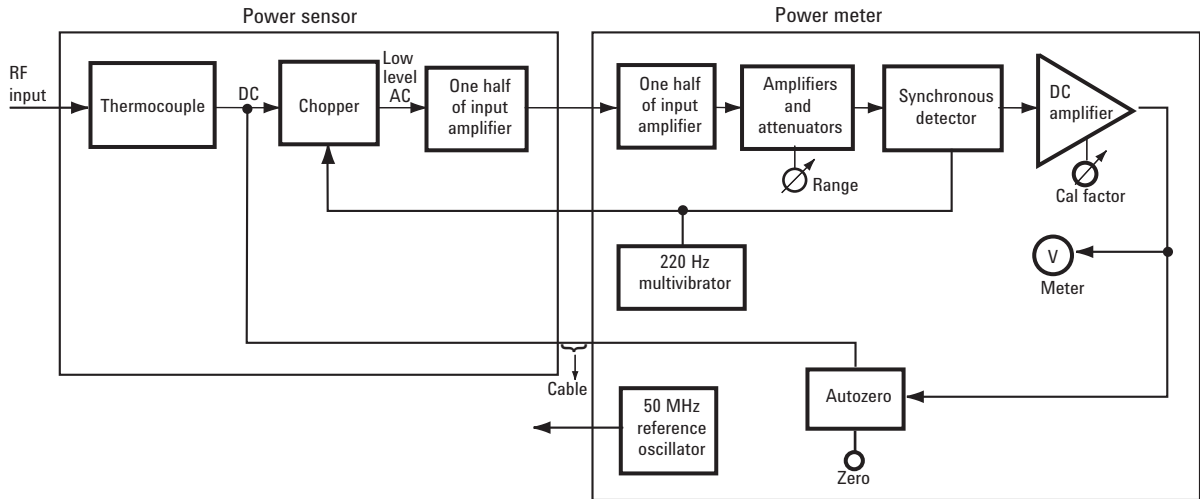 Power sensor
Power meter
RF
input
Thermocouple
DC
Chopper
Low
level
AC
One half
of input
amplifier
One half
of input
amplifier
Amplifiers
and
attenuators
Synchronous
detector
DC
amplifier
Range
Cal factor
220 Hz
multivibrator
V
Meter
Cable
50 MHz
reference
oscillator
Autozero
Zero